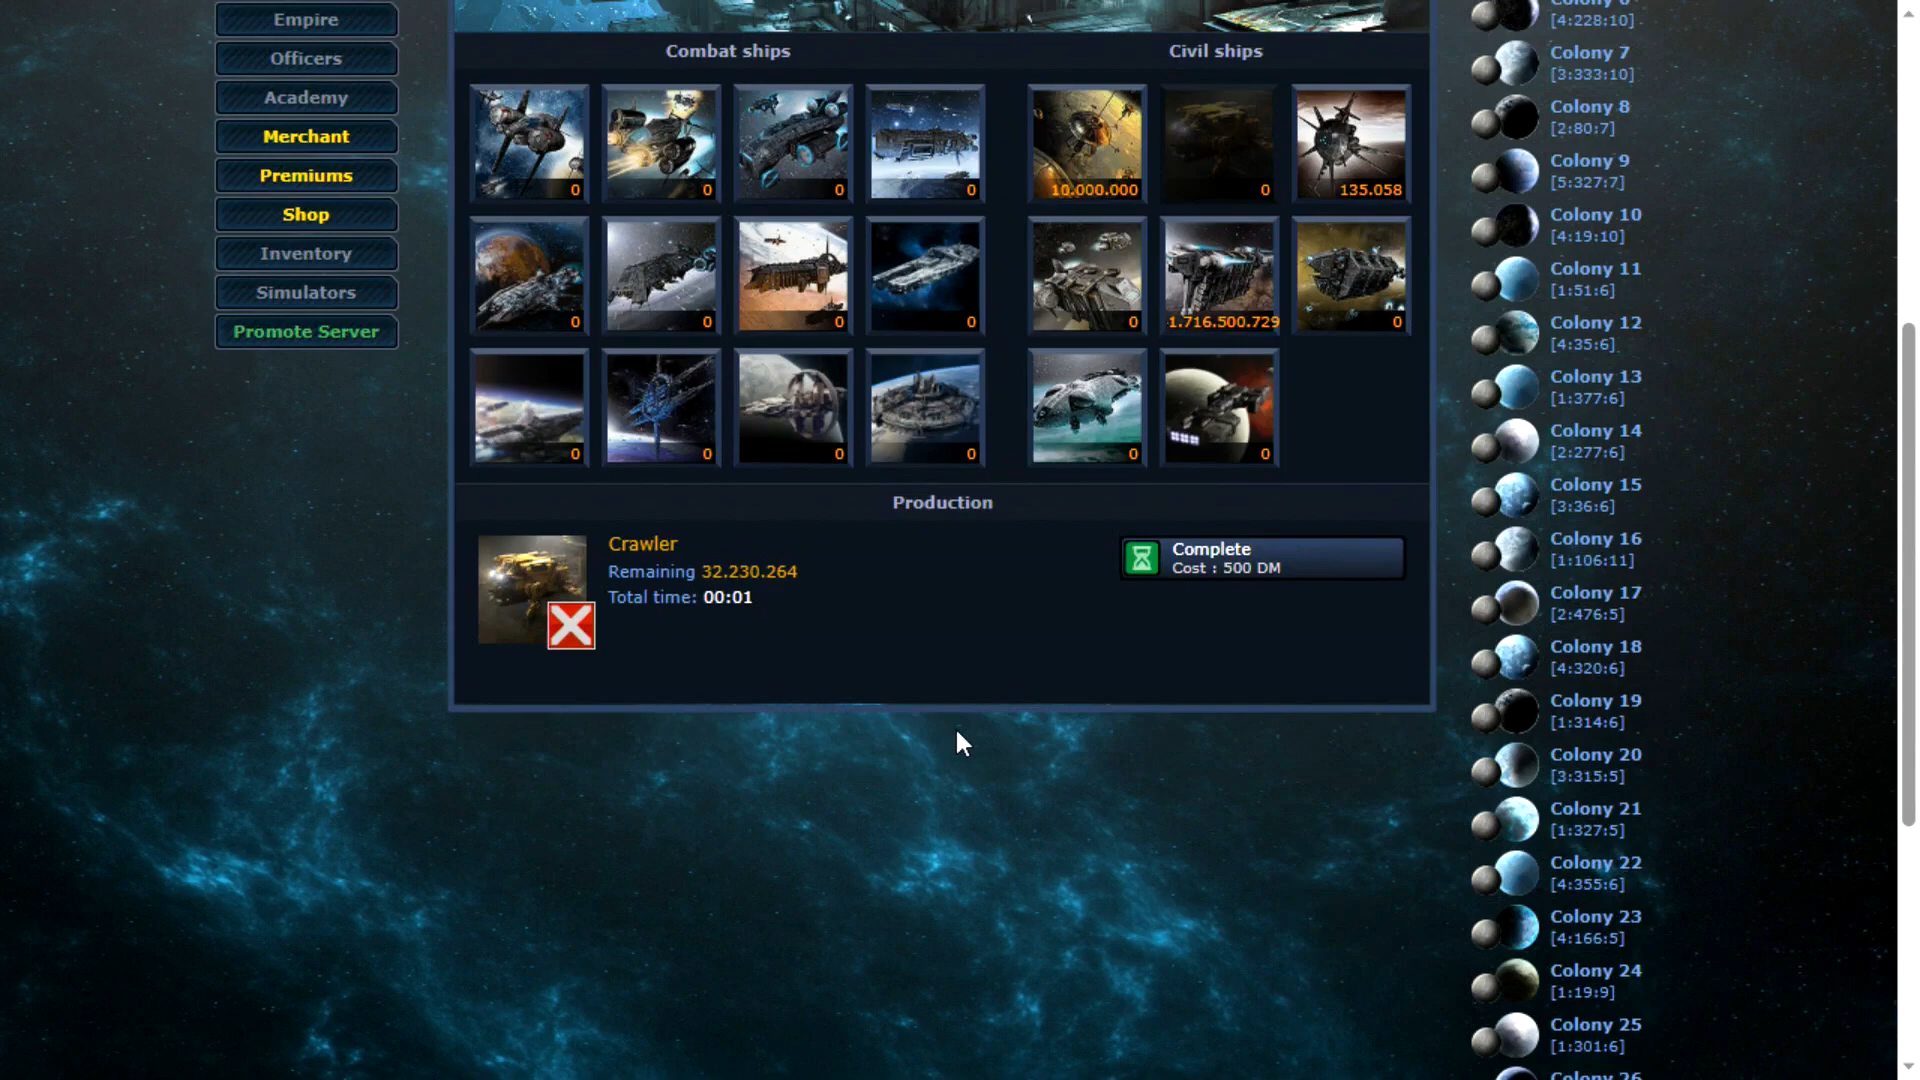 Empire
Officers
Academy
Merchant
Premiums
Shop
Inventory
Simulators
Promote Server
Combat ships
Civil ships
0
0
0
0
10.000.000
0
135.058
0
0
0
0
0
1.716.500.729
0
0
0
0
0
0
0
Production
Crawler
Remaining 32.230.264
Total time: 00:01
Complete
Cost : 500 DM
[4:228:10]
Colony 7
[3:333:10]
Colony 8
[2:80:7]
Colony 9
[5:327:7]
Colony 10
[4:19:10]
Colony 11
[1:51:6]
Colony 12
[4:35:6]
Colony 13
[1:377:6]
Colony 14
[2:277:6]
Colony 15
[3:36:6]
Colony 16
[1:106:11]
Colony 17
[2:476:5]
Colony 18
[4:320:6]
Colony 19
[1:314:6]
Colony 20
[3:315:5]
Colony 21
[1:327:5]
Colony 22
[4:355:6]
Colony 23
[4:166:5]
Colony 24
[1:19:9]
Colony 25
[1:301:6]
Colony 26